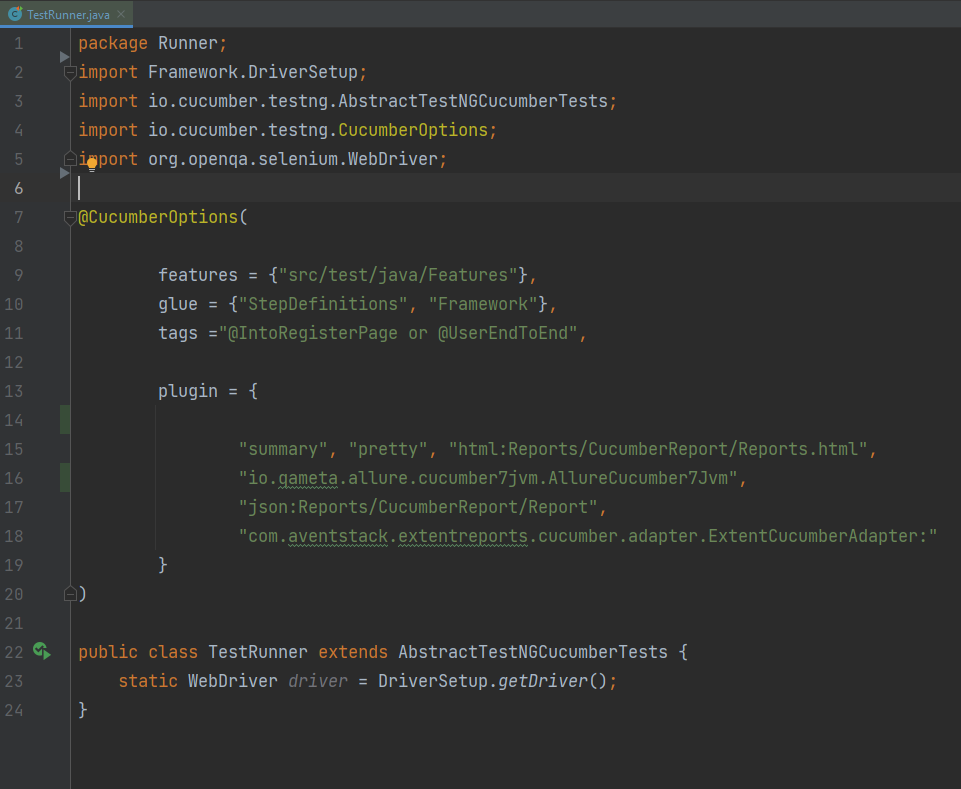 TestRunner.java
1 package Runner;
2 import Framework.DriverSetup;
3 import io.cucumber.testng.AbstractTestNGCucumberTests;
4 import io.cucumber.testng.CucumberOptions;
5 import org.openqa.selenium.WebDriver;
6
7 @CucumberOptions(
8
9 features = {"src/test/java/Features"},
10 glue = {"StepDefinitions", "Framework"},
11 tags ="@IntoRegisterPage or @UserEndToEnd",
12
13 plugin = {
14
15 "summary", "pretty", "html:Reports/CucumberReport/Reports.html",
16 "io.qameta.allure.cucumber7jvm.AllureCucumber7Jvm",
17 "json:Reports/CucumberReport/Report",
18 "com.aventstack.extentreports.cucumber.adapter.ExtentCucumberAdapter:"
19 }
20 )
21
22 public class TestRunner extends AbstractTestNGCucumberTests {
23 static WebDriver driver = DriverSetup.getDriver();
24 }